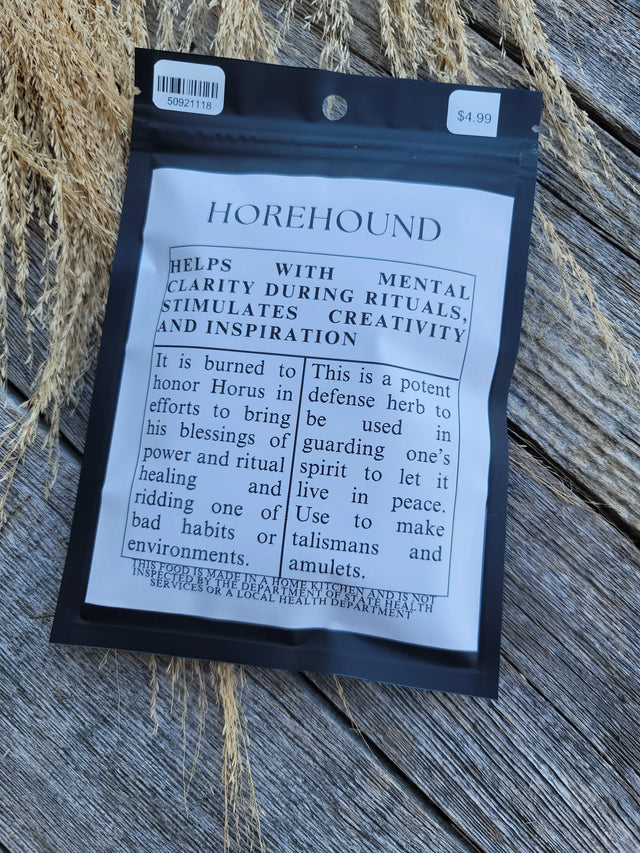 50921118
$4.99
HOREHOUND
HELPS WITH MENTAL
CLARITY DURING RITUALS,
STIMULATES CREATIVITY
AND INSPIRATION
It is burned to
honor Horus in
efforts to bring
his blessings of
power and ritual
healing and
ridding one of
bad habits or
environments.
This is a potent
defense herb to
be used in
guarding one's
spirit to let it
live in peace.
Use to make
talismans and
amulets.
THIS FOOD IS MADE IN A HOME KITCHEN AND IS NOT
INSPECTED BY THE DEPARTMENT OF STATE HEALTH
SERVICES OR A LOCAL HEALTH DEPARTMENT